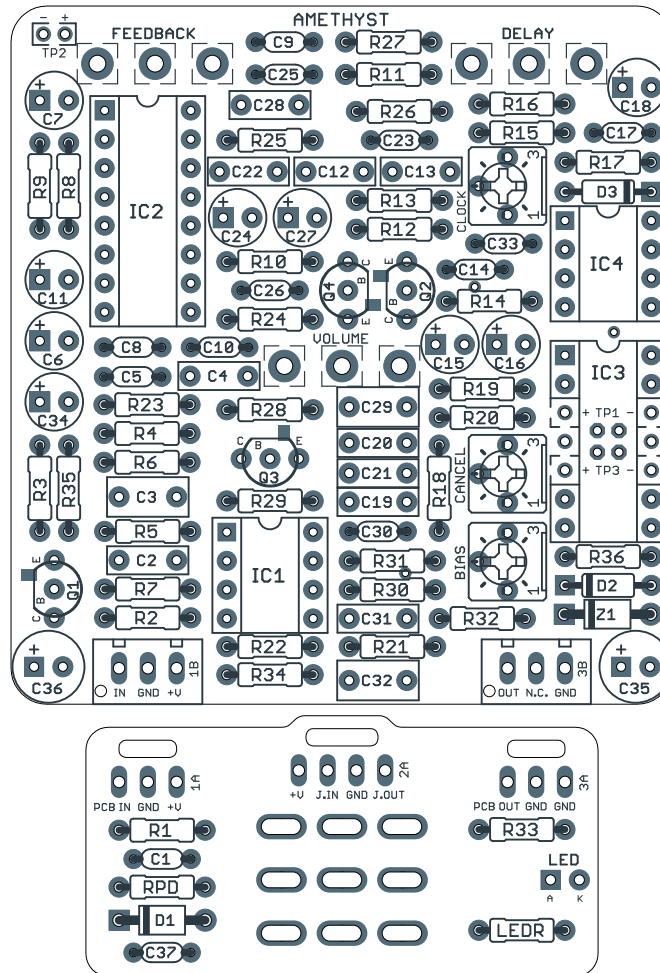 AMETHYST
- +
TP2
FEEDBACK
C9
R27
DELAY
C25
R11
C18
C7
C28
R26
R16
R15
C17
R25
C23
R9
R8
IC2
C22
C12
C13
3
CLOCK
1
R17
R13
D3
C24
C27
R12
C33
IC4
R10
Q4
C
B
E
E
B
C
Q2
C14
C11
C26
R14
R24
C6
C8
C10
VOLUME
C15
C16
IC3
C5
C4
R19
C34
R23
R28
C29
R20
+ TP1 -
R4
C
B
E
Q3
C20
3
CANCEL
1
R6
C21
+ TP3 -
R3
R35
C3
R29
C19
R18
R5
C30
3
BIAS
1
C2
IC1
R31
R36
E
B
C
Q1
R7
R30
D2
R2
C31
R32
Z1
R22
R21
C36
IN GND +V
1B
R34
C32
OUT N.C. GND
3B
C35
1A
PCB IN GND +V
2A
+V J.IN GND J.OUT
3A
PCB OUT GND GND
R1
R33
C1
LED
RPD
A K
D1
LEDR
C37